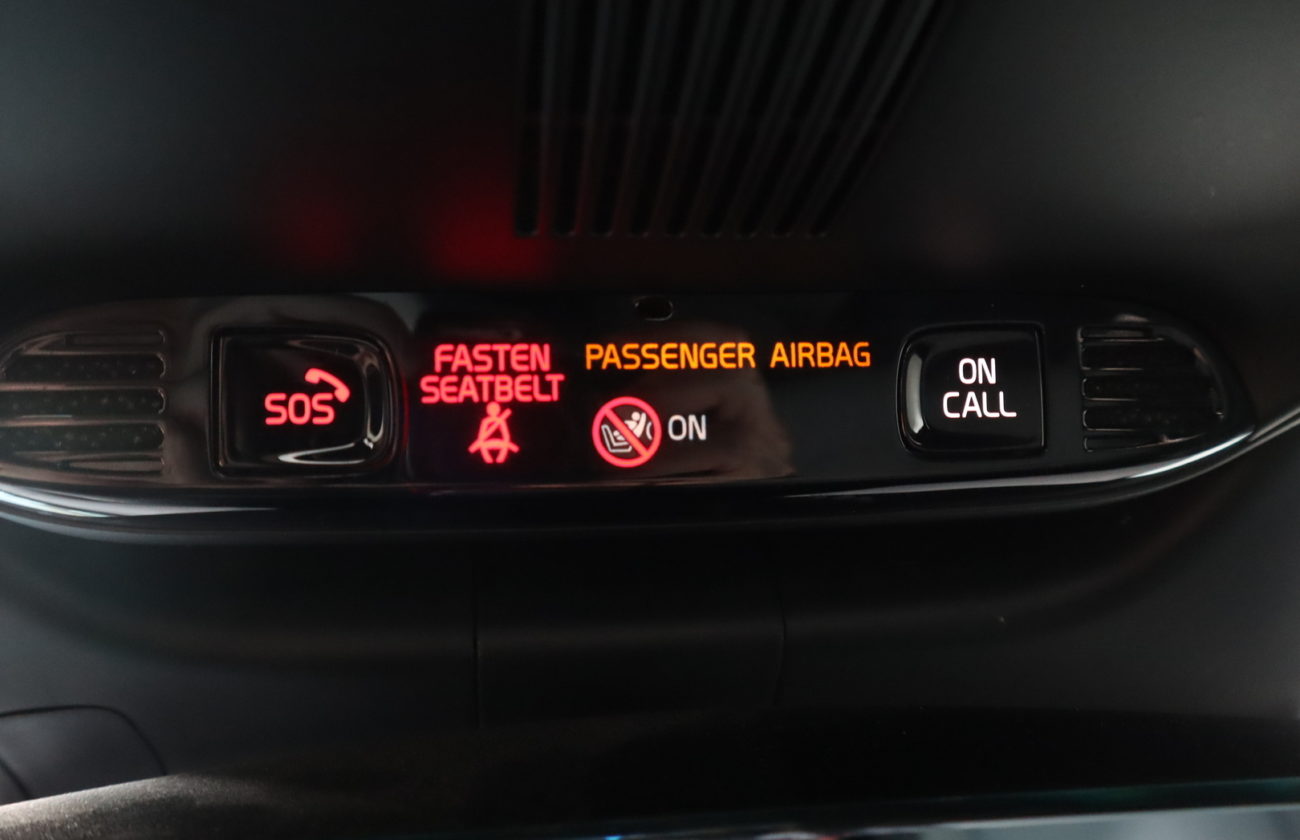 SOS
FASTEN
SEATBELT
PASSENGER AIRBAG
ON
ON
CALL